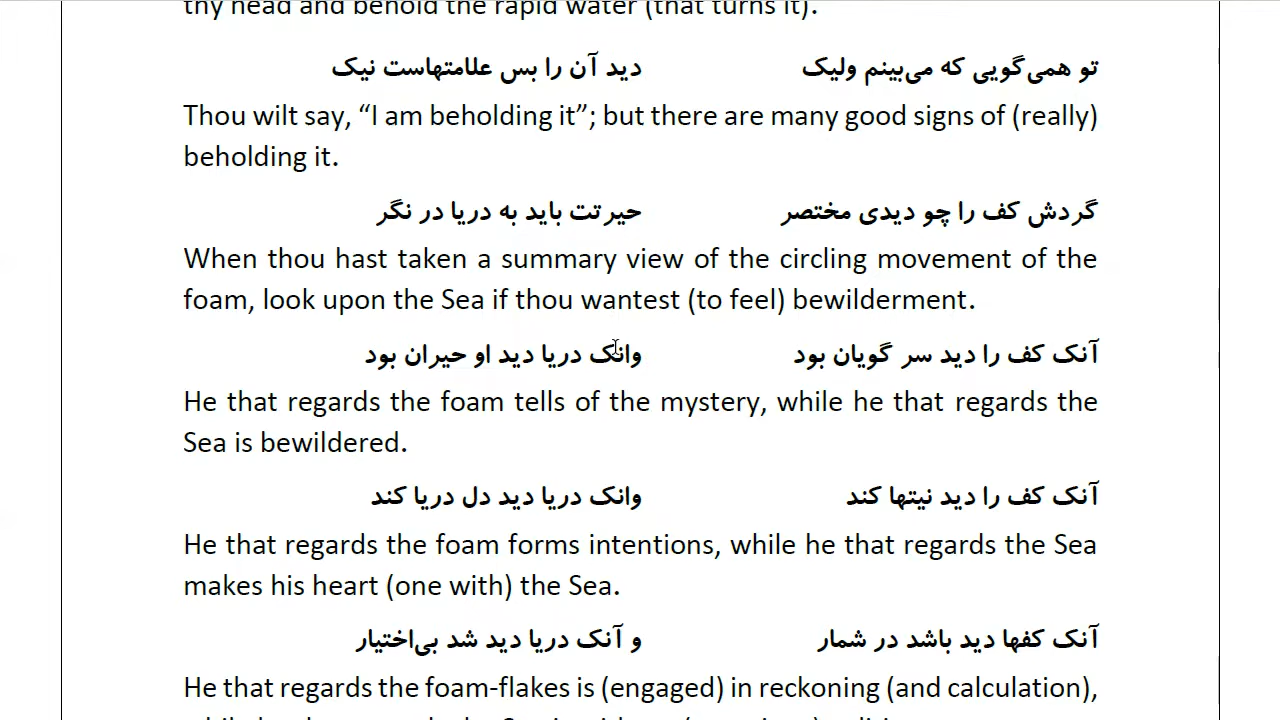 thy head and behold the rapid water (that turns it).
تو همی‌گویی که می‌بینم ولیک دید آن را بس علامتهاست نیک
Thou wilt say, “I am beholding it”; but there are many good signs of (really)
beholding it.
گردش کف را چو دیدی مختصر حیرتت باید به دریا در نگر
When thou hast taken a summary view of the circling movement of the
foam, look upon the Sea if thou wantest (to feel) bewilderment.
آنک کف را دید سر گویان بود وانک دریا دید او حیران بود
He that regards the foam tells of the mystery, while he that regards the
Sea is bewildered.
آنک کف را دید نیتها کند وانک دریا دید دل دریا کند
He that regards the foam forms intentions, while he that regards the Sea
makes his heart (one with) the Sea.
آنک کفها دید باشد در شمار و آنک دریا دید شد بی‌اختیار
He that regards the foam-flakes is (engaged) in reckoning (and calculation),